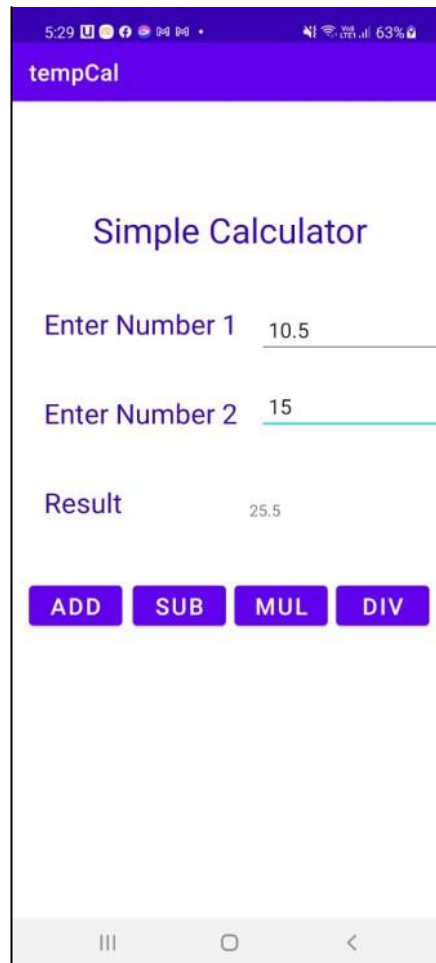 5:29 63%
tempCal
Simple Calculator
Enter Number 1 10.5
Enter Number 2 15
Result 25.5
ADD SUB MUL DIV